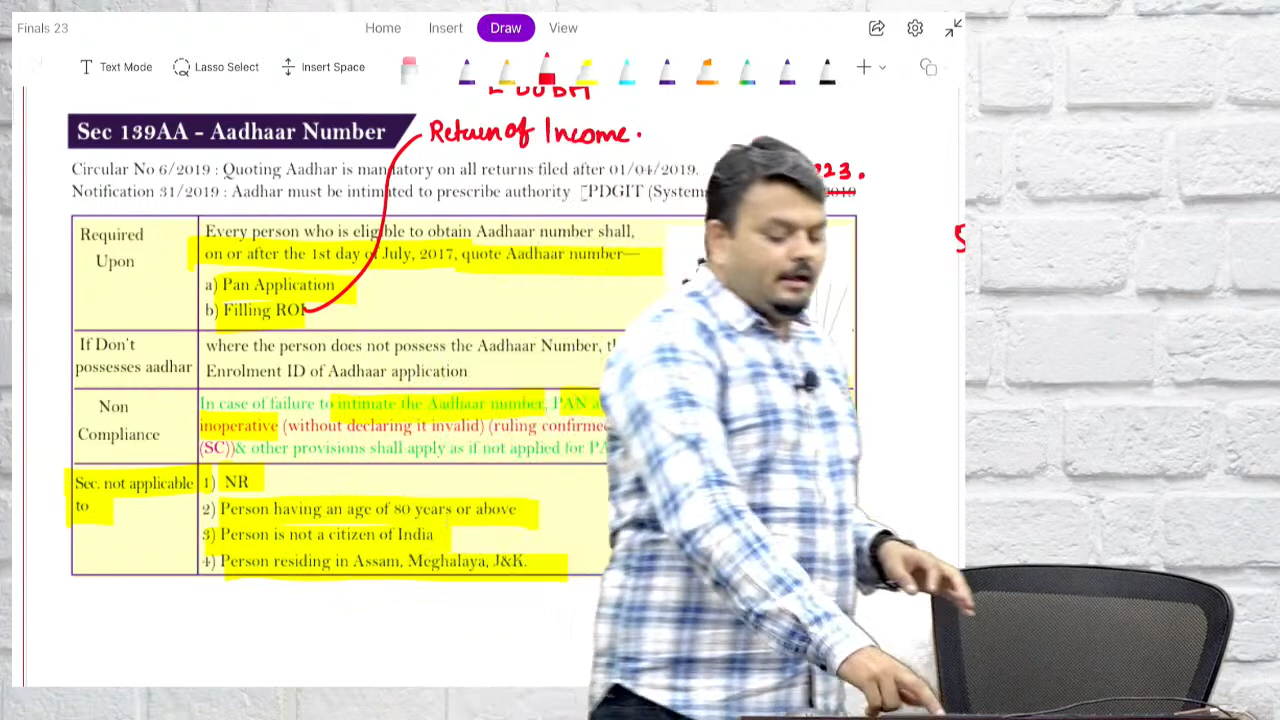 Finals 23
Home Insert Draw View
Text Mode Lasso Select Insert Space
Sec 139AA - Aadhaar Number
Return of Income.
Circular No 6/2019 : Quoting Aadhar is mandatory on all returns filed after 01/04/2019.
23.
Notification 31/2019 : Aadhar must be intimated to prescribe authority [PDGIT (System 2019
Required Upon
Every person who is eligible to obtain Aadhaar number shall,
on or after the 1st day of July, 2017, quote Aadhaar number—
a) Pan Application
b) Filling ROI
If Don't possesses aadhar
where the person does not possess the Aadhaar Number,
Enrolment ID of Aadhaar application
Non Compliance
In case of failure to intimate the Aadhaar number, PAN
inoperative (without declaring it invalid) (ruling confirme
(SC))& other provisions shall apply as if not applied for PA
Sec. not applicable to
1) NR
2) Person having an age of 80 years or above
3) Person is not a citizen of India
4) Person residing in Assam, Meghalaya, J&K.